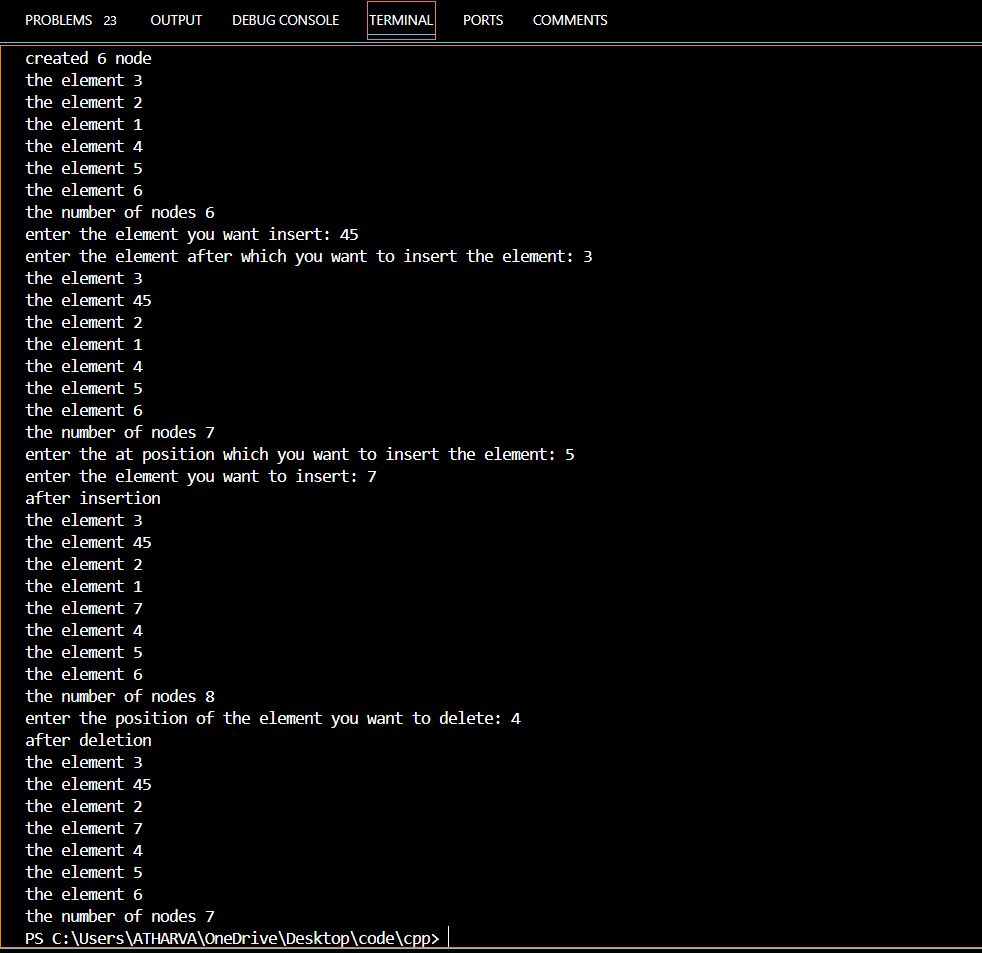 PROBLEMS 23 OUTPUT DEBUG CONSOLE TERMINAL PORTS COMMENTS
created 6 node
the element 3
the element 2
the element 1
the element 4
the element 5
the element 6
the number of nodes 6
enter the element you want insert: 45
enter the element after which you want to insert the element: 3
the element 3
the element 45
the element 2
the element 1
the element 4
the element 5
the element 6
the number of nodes 7
enter the at position which you want to insert the element: 5
enter the element you want to insert: 7
after insertion
the element 3
the element 45
the element 2
the element 1
the element 7
the element 4
the element 5
the element 6
the number of nodes 8
enter the position of the element you want to delete: 4
after deletion
the element 3
the element 45
the element 2
the element 7
the element 4
the element 5
the element 6
the number of nodes 7
PS C:\Users\ATHARVA\OneDrive\Desktop\code\cpp>